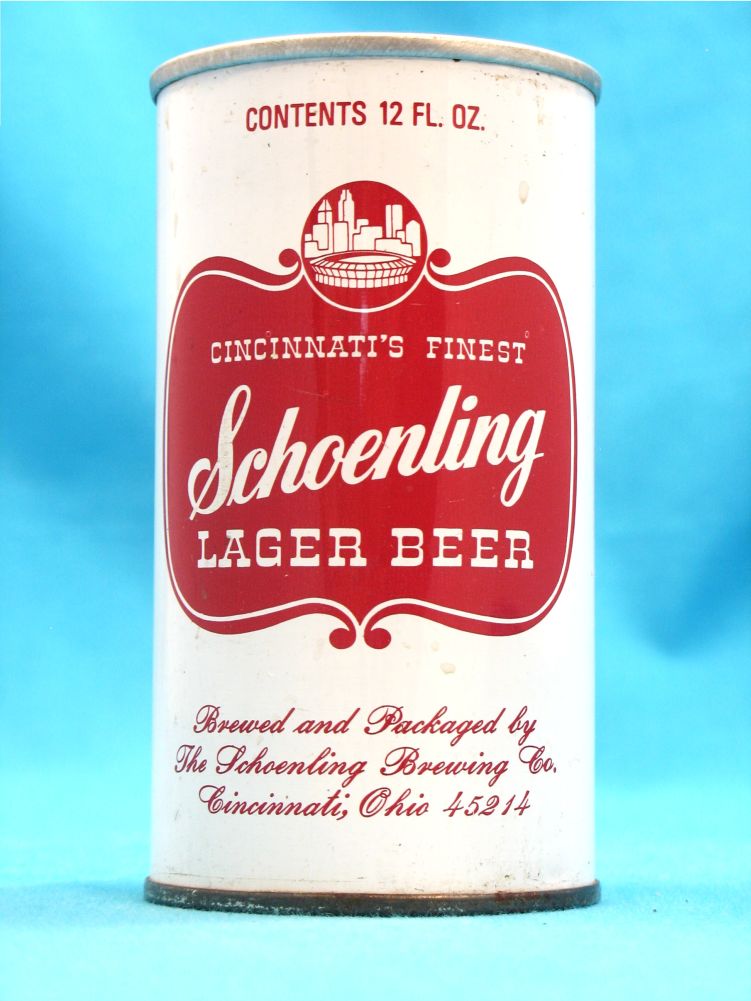 CONTENTS 12 FL. OZ.
CINCINNATI'S FINEST
Schoenling
LAGER BEER
Brewed and Packaged by
The Schoenling Brewing Co.
Cincinnati, Ohio 45214